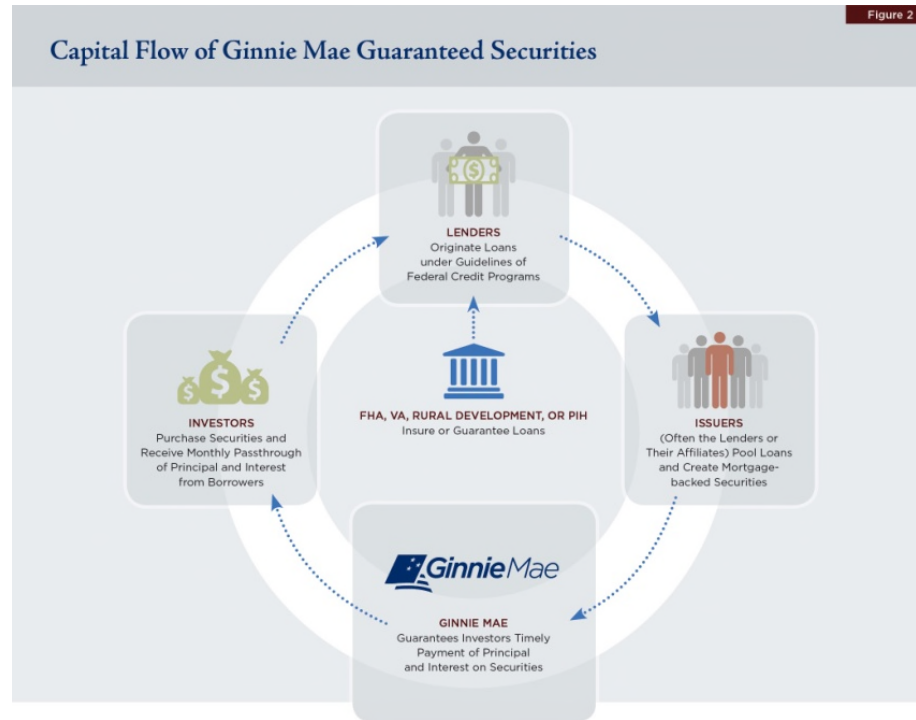 Figure 2
Capital Flow of Ginnie Mae Guaranteed Securities
$
LENDERS
Originate Loans
under Guidelines of
Federal Credit Programs
$ $ $
INVESTORS
Purchase Securities and
Receive Monthly Passthrough
of Principal and Interest
from Borrowers
FHA, VA, RURAL DEVELOPMENT, OR PIH
Insure or Guarantee Loans
ISSUERS
(Often the Lenders or
Their Affiliates) Pool Loans
and Create Mortgage-
backed Securities
GinnieMae
GINNIE MAE
Guarantees Investors Timely
Payment of Principal
and Interest on Securities